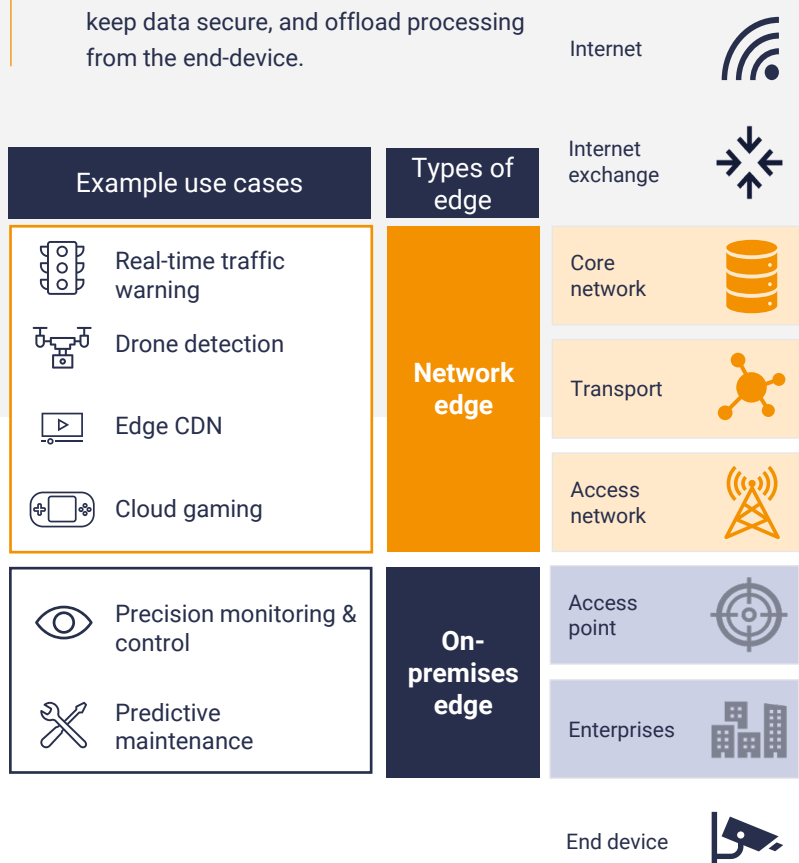 keep data secure, and offload processing
from the end-device.
Internet
Internet
exchange
Example use cases
Types of
edge
Real-time traffic
warning
Drone detection
Edge CDN
Cloud gaming
Network
edge
Core
network
Transport
Access
network
Precision monitoring &
control
Predictive
maintenance
On-
premises
edge
Access
point
Enterprises
End device